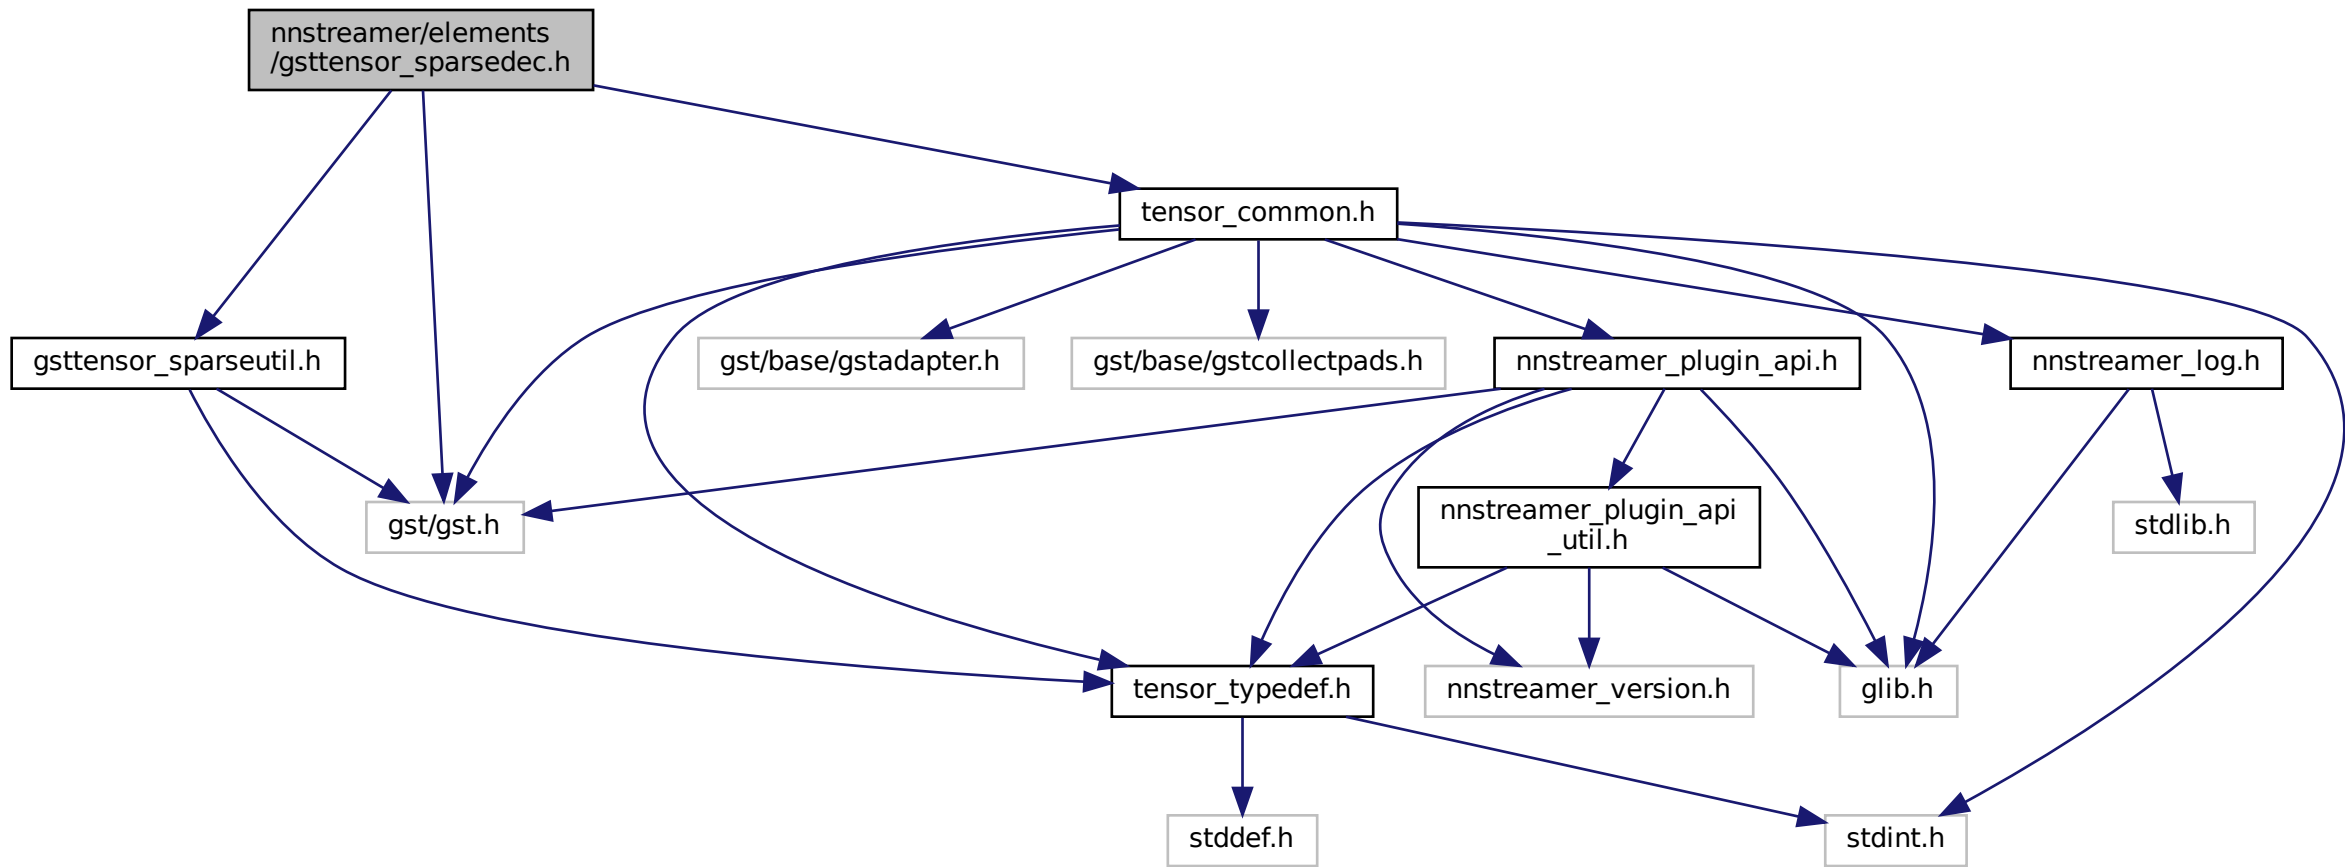 nnstreamer/elements
/gsttensor_sparsedec.h
tensor_common.h
gsttensor_sparseutil.h
gst/base/gstadapter.h
gst/base/gstcollectpads.h
nnstreamer_plugin_api.h
nnstreamer_log.h
gst/gst.h
nnstreamer_plugin_api
_util.h
stdlib.h
tensor_typedef.h
nnstreamer_version.h
glib.h
stddef.h
stdint.h